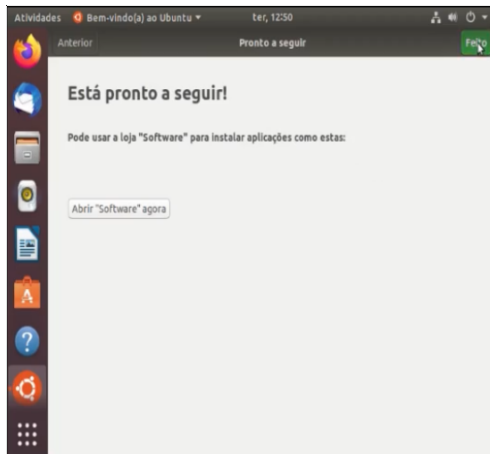 Atividades Bem-vindo(a) ao Ubuntu ter, 12:50
Anterior Pronto a seguir Feito
Está pronto a seguir!
Pode usar a loja "Software" para instalar aplicações como estas:
Abrir "Software" agora